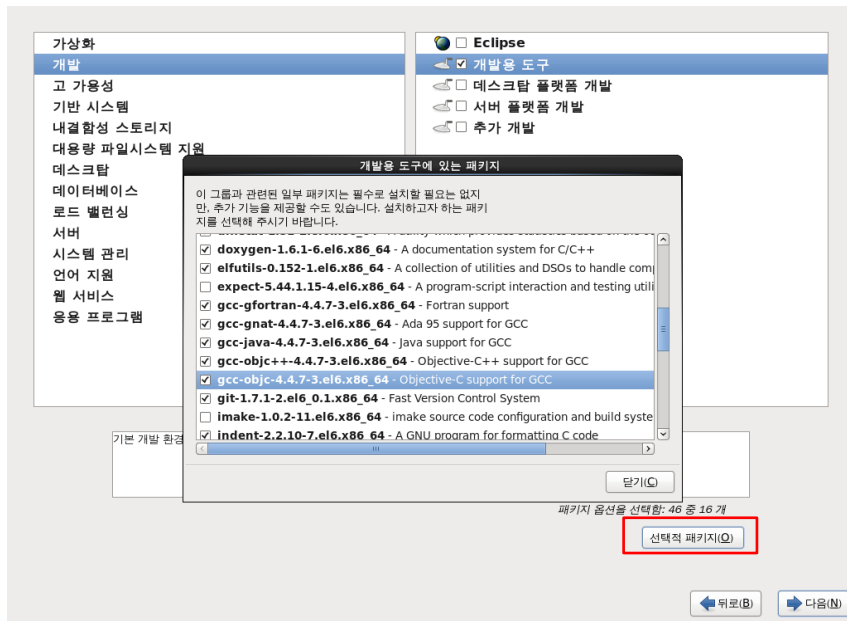 가상화
개발
고 가용성
기반 시스템
내결함성 스토리지
대용량 파일시스템 지원
데스크탑
데이터베이스
로드 밸런싱
서버
시스템 관리
언어 지원
웹 서비스
응용 프로그램
Eclipse
개발용 도구
데스크탑 플랫폼 개발
서버 플랫폼 개발
추가 개발
개발용 도구에 있는 패키지
이 그룹과 관련된 일부 패키지는 필수로 설치할 필요는 없지
만, 추가 기능을 제공할 수도 있습니다. 설치하고자 하는 패키
지를 선택해 주시기 바랍니다.
doxygen-1.6.1-6.el6.x86_64 - A documentation system for C/C++
elfutils-0.152-1.el6.x86_64 - A collection of utilities and DSOs to handle com
expect-5.44.1.15-4.el6.x86_64 - A program-script interaction and testing utili
gcc-gfortran-4.4.7-3.el6.x86_64 - Fortran support
gcc-gnat-4.4.7-3.el6.x86_64 - Ada 95 support for GCC
gcc-java-4.4.7-3.el6.x86_64 - Java support for GCC
gcc-objc++-4.4.7-3.el6.x86_64 - Objective-C++ support for GCC
gcc-objc-4.4.7-3.el6.x86_64 - Objective-C support for GCC
git-1.7.1-2.el6_0.1.x86_64 - Fast Version Control System
imake-1.0.2-11.el6.x86_64 - imake source code configuration and build syste
indent-2.2.10-7.el6.x86_64 - A GNU program for formatting C code
닫기(C)
기본 개발 환경
패키지 옵션을 선택함: 46 중 16 개
선택적 패키지(O)
뒤로(B)
다음(N)